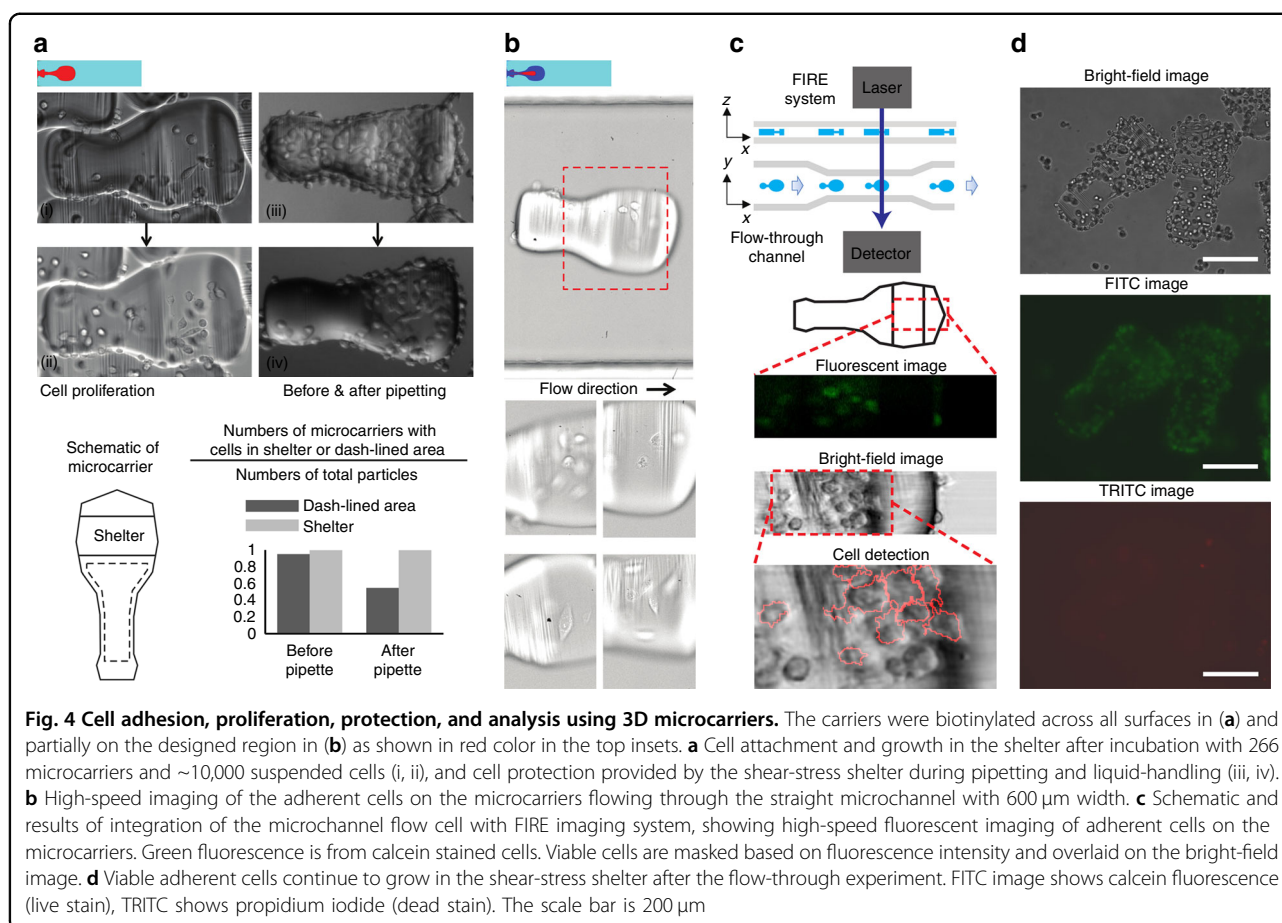 a
(i)
(iii)
(ii)
(iv)
Cell proliferation
Before & after pipetting
Schematic of
microcarrier
Shelter
Numbers of microcarriers with
cells in shelter or dash-lined area
Numbers of total particles
Dash-lined area
Shelter
1
0.8
0.6
0.4
0.2
0
Before
pipette
After
pipette
b
Flow direction
c
FIRE
system
Laser
z
x
y
x
Flow-through
channel
Detector
Fluorescent image
Bright-field image
Cell detection
d
Bright-field image
FITC image
TRITC image
Fig. 4 Cell adhesion, proliferation, protection, and analysis using 3D microcarriers. The carriers were biotinylated across all surfaces in (a) and
partially on the designed region in (b) as shown in red color in the top insets. a Cell attachment and growth in the shelter after incubation with 266
microcarriers and ~10,000 suspended cells (i, ii), and cell protection provided by the shear-stress shelter during pipetting and liquid-handling (iii, iv).
b High-speed imaging of the adherent cells on the microcarriers flowing through the straight microchannel with 600 μm width. c Schematic and
results of integration of the microchannel flow cell with FIRE imaging system, showing high-speed fluorescent imaging of adherent cells on the
microcarriers. Green fluorescence is from calcein stained cells. Viable cells are masked based on fluorescence intensity and overlaid on the bright-field
image. d Viable adherent cells continue to grow in the shear-stress shelter after the flow-through experiment. FITC image shows calcein fluorescence
(live stain), TRITC shows propidium iodide (dead stain). The scale bar is 200 μm